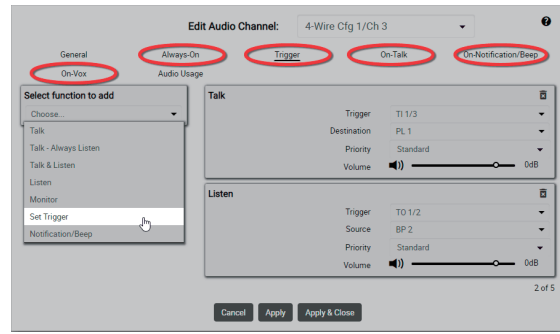 Edit Audio Channel: 4-Wire Cfg 1/Ch 3
General Always-On Trigger On-Talk On-Notification/Beep
On-Vox Audio Usage
Select function to add
Choose...
Talk
Talk - Always Listen
Talk & Listen
Listen
Monitor
Set Trigger
Notification/Beep
Talk
Trigger TI 1/3
Destination PL 1
Priority Standard
Volume 0dB
Listen
Trigger TO 1/2
Source BP 2
Priority Standard
Volume 0dB
2 of 5
Cancel Apply Apply & Close